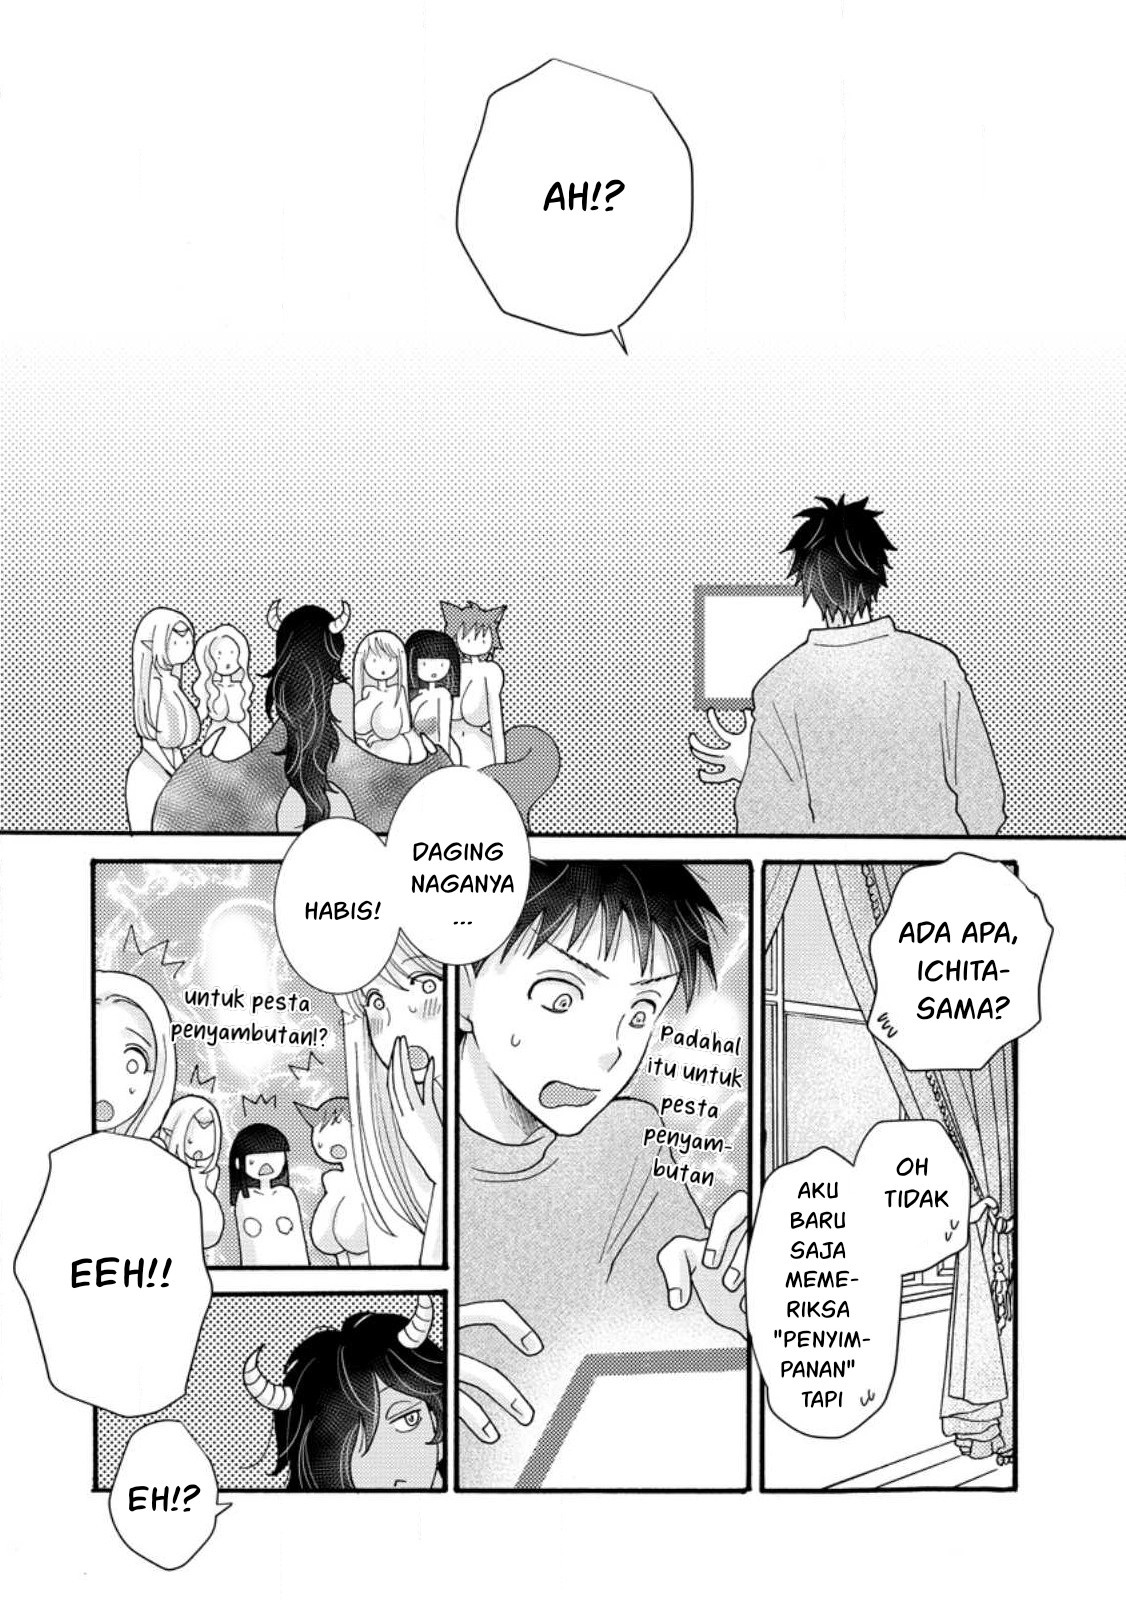 AH!?
ADA APA,
ICHITA-
SAMA?
OH
TIDAK
AKU
BARU
SAJA
MEME-
RIKSA
"PENYIM-
PANAN"
TAPI
DAGING
NAGANYA
...
HABIS!
Padahal
itu untuk
pesta
penyam-
butan
untuk pesta
penyambutan!?
EEH!!
EH!?